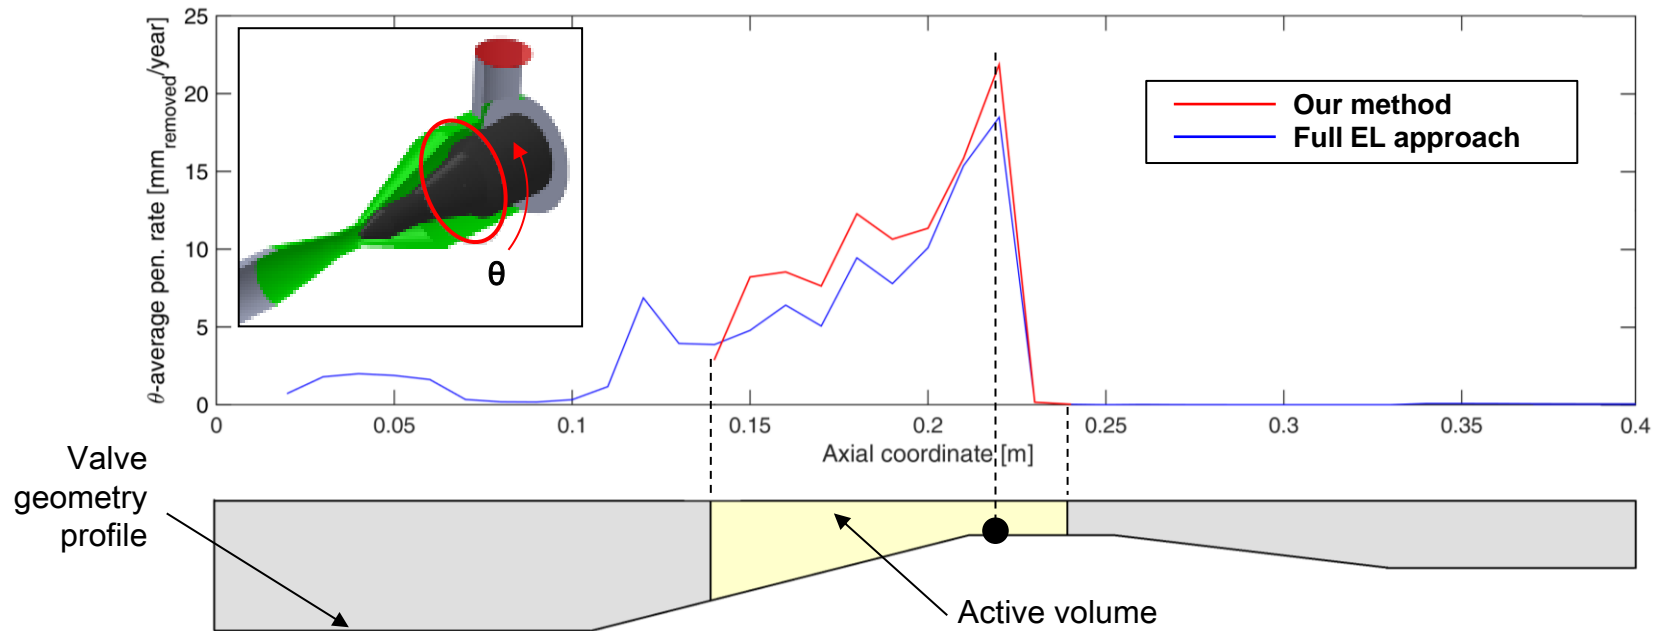 θ-average pen. rate [mm_removed/year]
25
20
15
10
5
0
θ
Our method
Full EL approach
0 0.05 0.1 0.15 0.2 0.25 0.3 0.35 0.4
Axial coordinate [m]
Valve
geometry
profile
Active volume